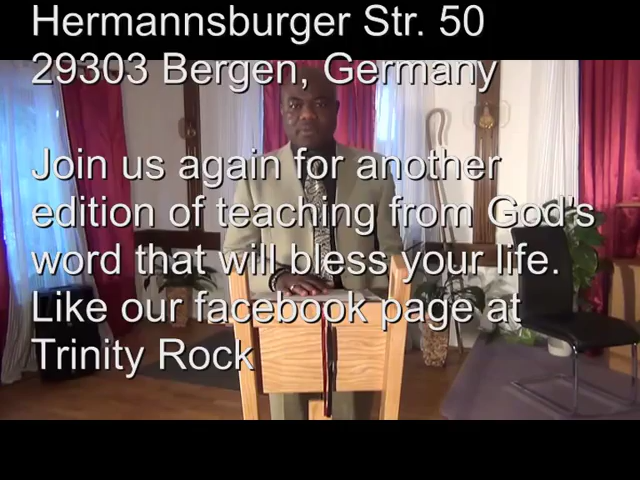 Hermannsburger Str. 50
29303 Bergen, Germany
Join us again for another
edition of teaching from God's
word that will bless your life.
Like our facebook page at
Trinity Rock